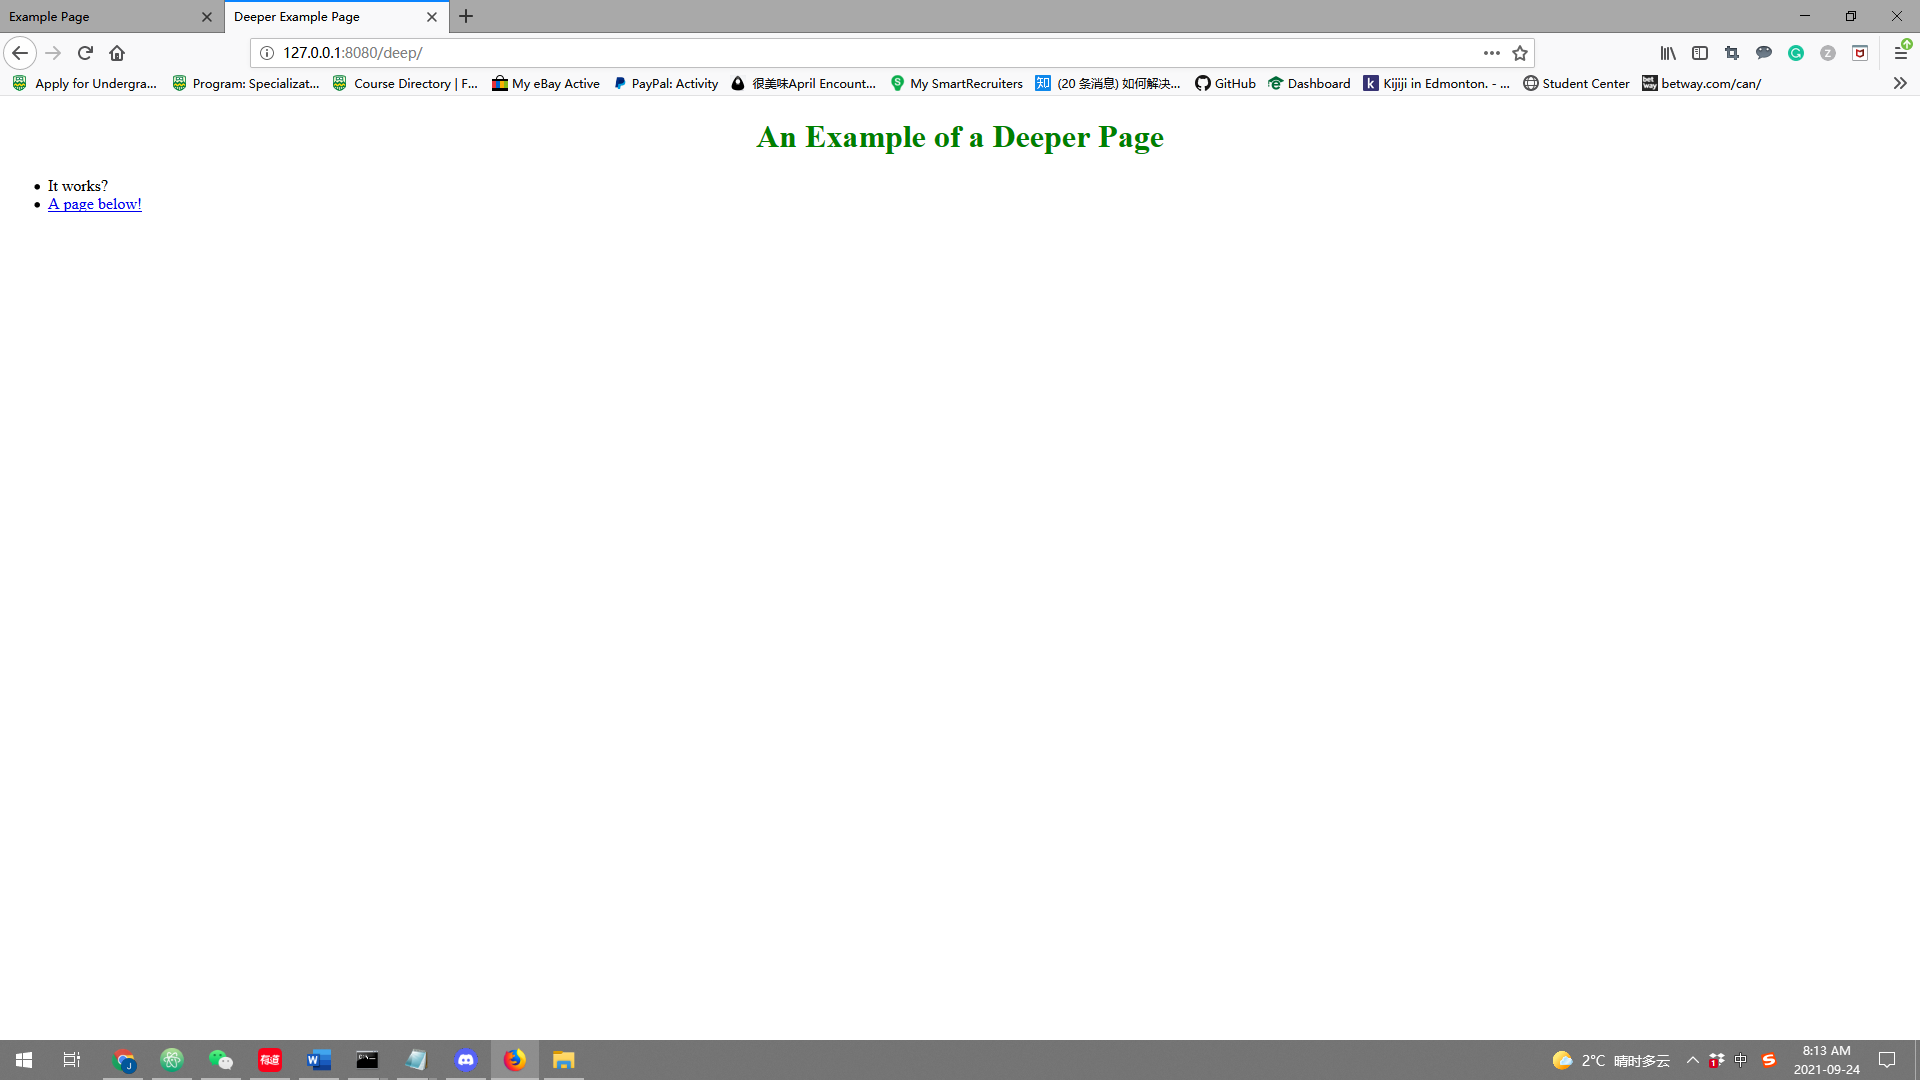 Example Page
Deeper Example Page
127.0.0.1:8080/deep/
Apply for Undergra...
Program: Specializat...
Course Directory | F...
My eBay Active
PayPal: Activity
很美味April Encount...
My SmartRecruiters
知 (20 条消息) 如何解决...
GitHub
Dashboard
k Kijiji in Edmonton. - ...
Student Center
bet way betway.com/can/
An Example of a Deeper Page
It works?
A page below!
2°C 晴时多云
中
8:13 AM
2021-09-24